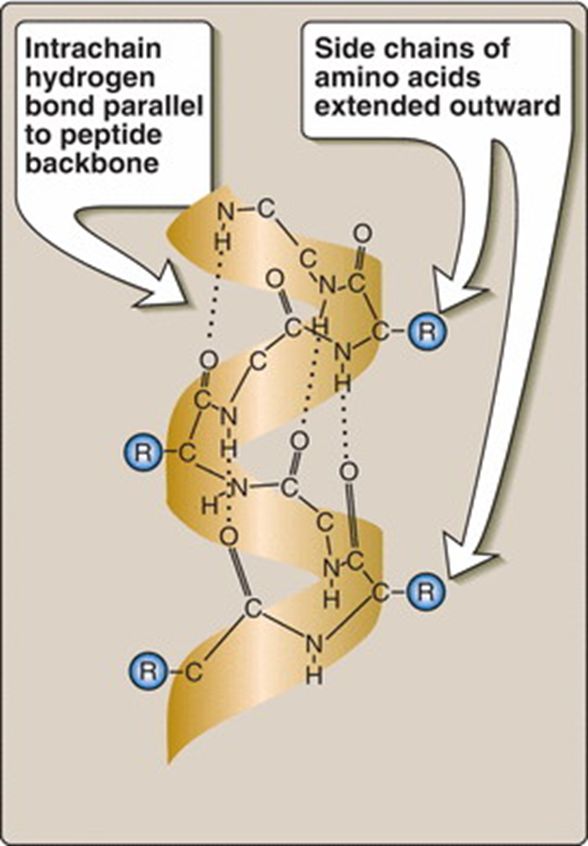 Intrachain
hydrogen
bond parallel
to peptide
backbone
Side chains of
amino acids
extended outward
N C
H
O
C
O
N C
H
C
C R
N
O
C
H
C
N
H
R C
O
N
H
C
O
C
O
N C
H
C R
C
N
H
R C